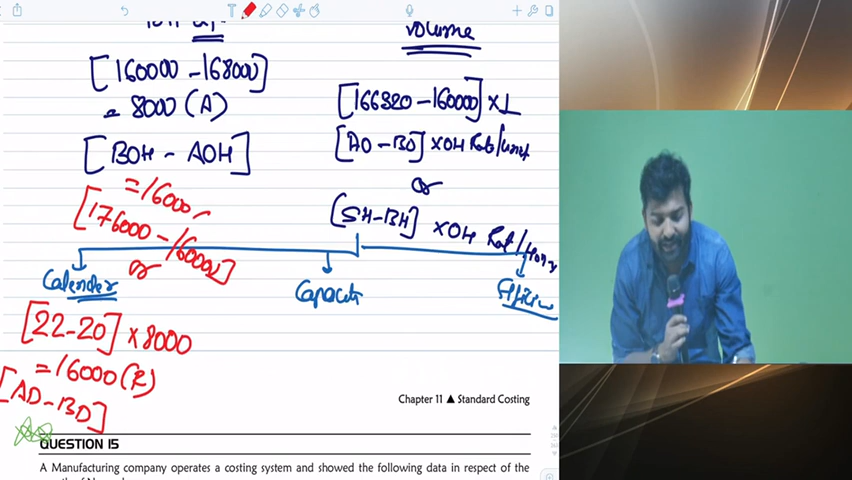 volume
[160000 - 168000]
= 8000 (A)
[BOH - AOH]
[166320 - 160000] x 1
[AO - BO] x OH Rate/unit
or
[SH - BH] x OH Rat/Hour
= 16000
[176000 - 160000]
or
Calender
Capacity
[22-20] x 8000
= 16000 (F)
[AD - BD]
Chapter 11 ▲ Standard Costing
QUESTION 15
A Manufacturing company operates a costing system and showed the following data in respect of the